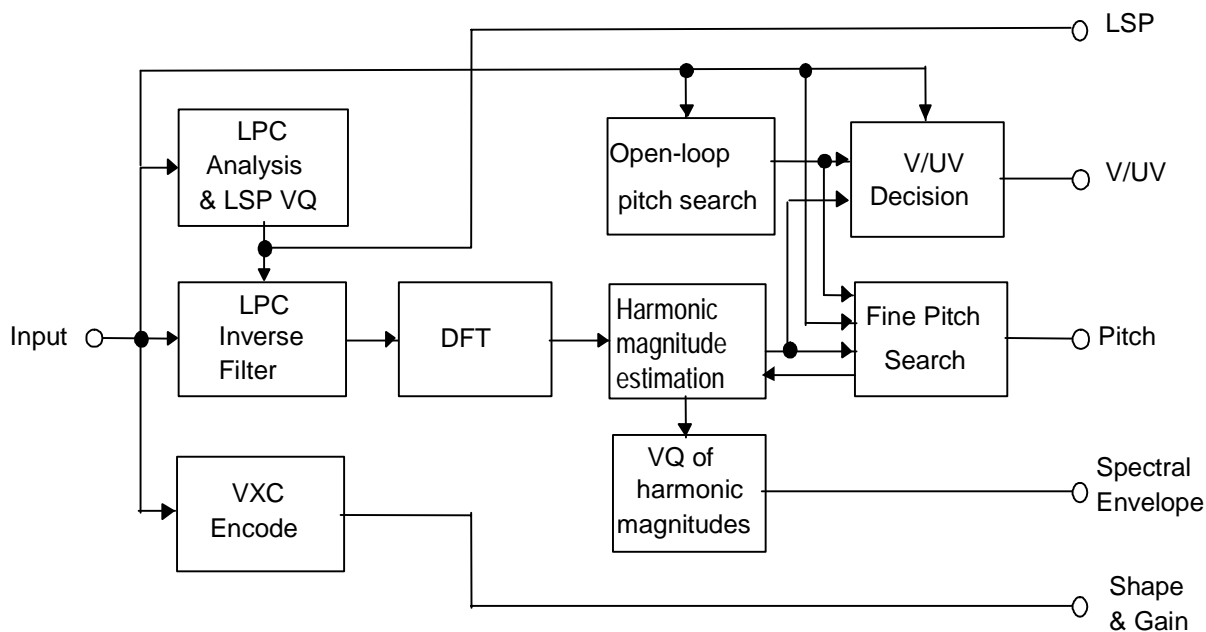 LSP
LPC
Analysis
& LSP VQ
Open-loop
pitch search
V/UV
Decision
V/UV
Input
LPC
Inverse
Filter
DFT
Harmonic
magnitude
estimation
Fine Pitch
Search
Pitch
VXC
Encode
VQ of
harmonic
magnitudes
Spectral
Envelope
Shape
& Gain